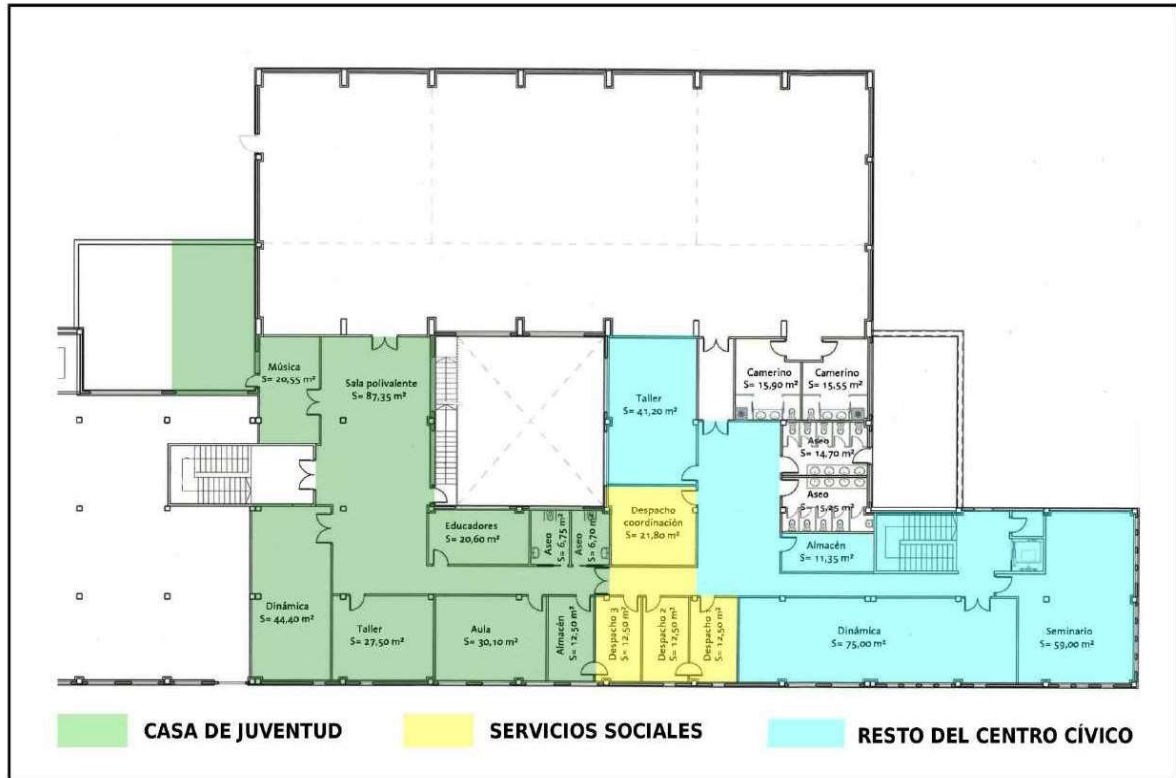 Música
S= 20,55 m²
Sala polivalente
S= 87,35 m²
Taller
S= 41,20 m²
Camerino
S= 15,90 m²
Camerino
S= 15,55 m²
Aseo
S= 14,70 m²
Aseo
S= 15,25 m²
Educadores
S= 20,60 m²
Aseo
S= 6,75 m²
Aseo
S= 6,70 m²
Despacho
coordinación
S= 21,80 m²
Almacén
S= 11,35 m²
Dinámica
S= 44,40 m²
Taller
S= 27,50 m²
Aula
S= 30,10 m²
Almacén
S= 12,50 m²
Despacho 3
S= 12,50 m²
Despacho 2
S= 12,50 m²
Despacho
S= 12,50 m²
Dinámica
S= 75,00 m²
Seminario
S= 59,00 m²
CASA DE JUVENTUD
SERVICIOS SOCIALES
RESTO DEL CENTRO CÍVICO